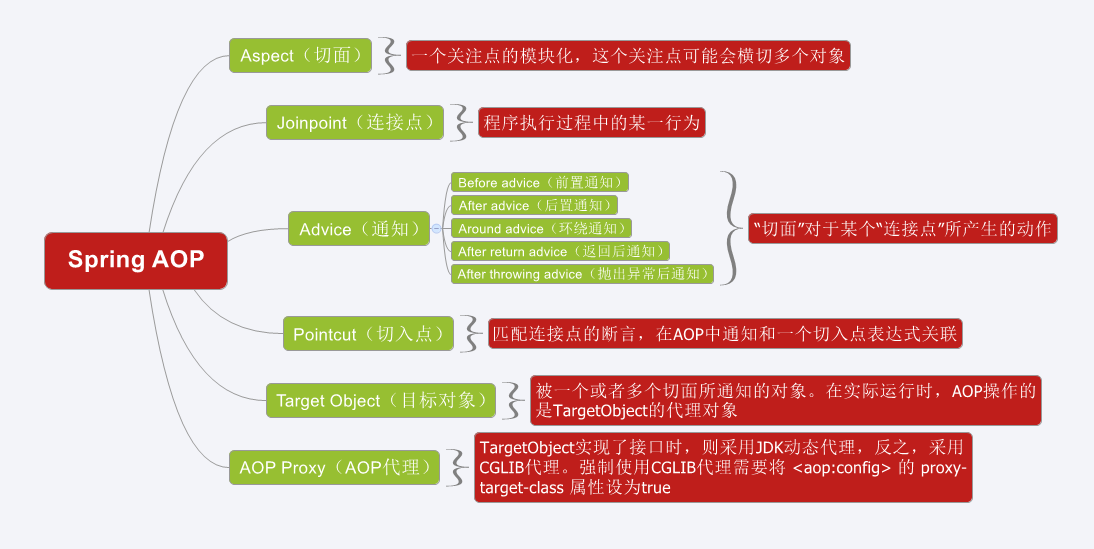 Spring AOP
Aspect（切面）
一个关注点的模块化，这个关注点可能会横切多个对象
Joinpoint（连接点）
程序执行过程中的某一行为
Advice（通知）
Before advice（前置通知）
After advice（后置通知）
Around advice（环绕通知）
After return advice（返回后通知）
After throwing advice（抛出异常后通知）
“切面”对于某个“连接点”所产生的动作
Pointcut（切入点）
匹配连接点的断言，在AOP中通知和一个切入点表达式关联
Target Object（目标对象）
被一个或者多个切面所通知的对象。在实际运行时，AOP操作的
是TargetObject的代理对象
AOP Proxy（AOP代理）
TargetObject实现了接口时，则采用JDK动态代理，反之，采用
CGLIB代理。强制使用CGLIB代理需要将 <aop:config> 的 proxy-
target-class 属性设为true